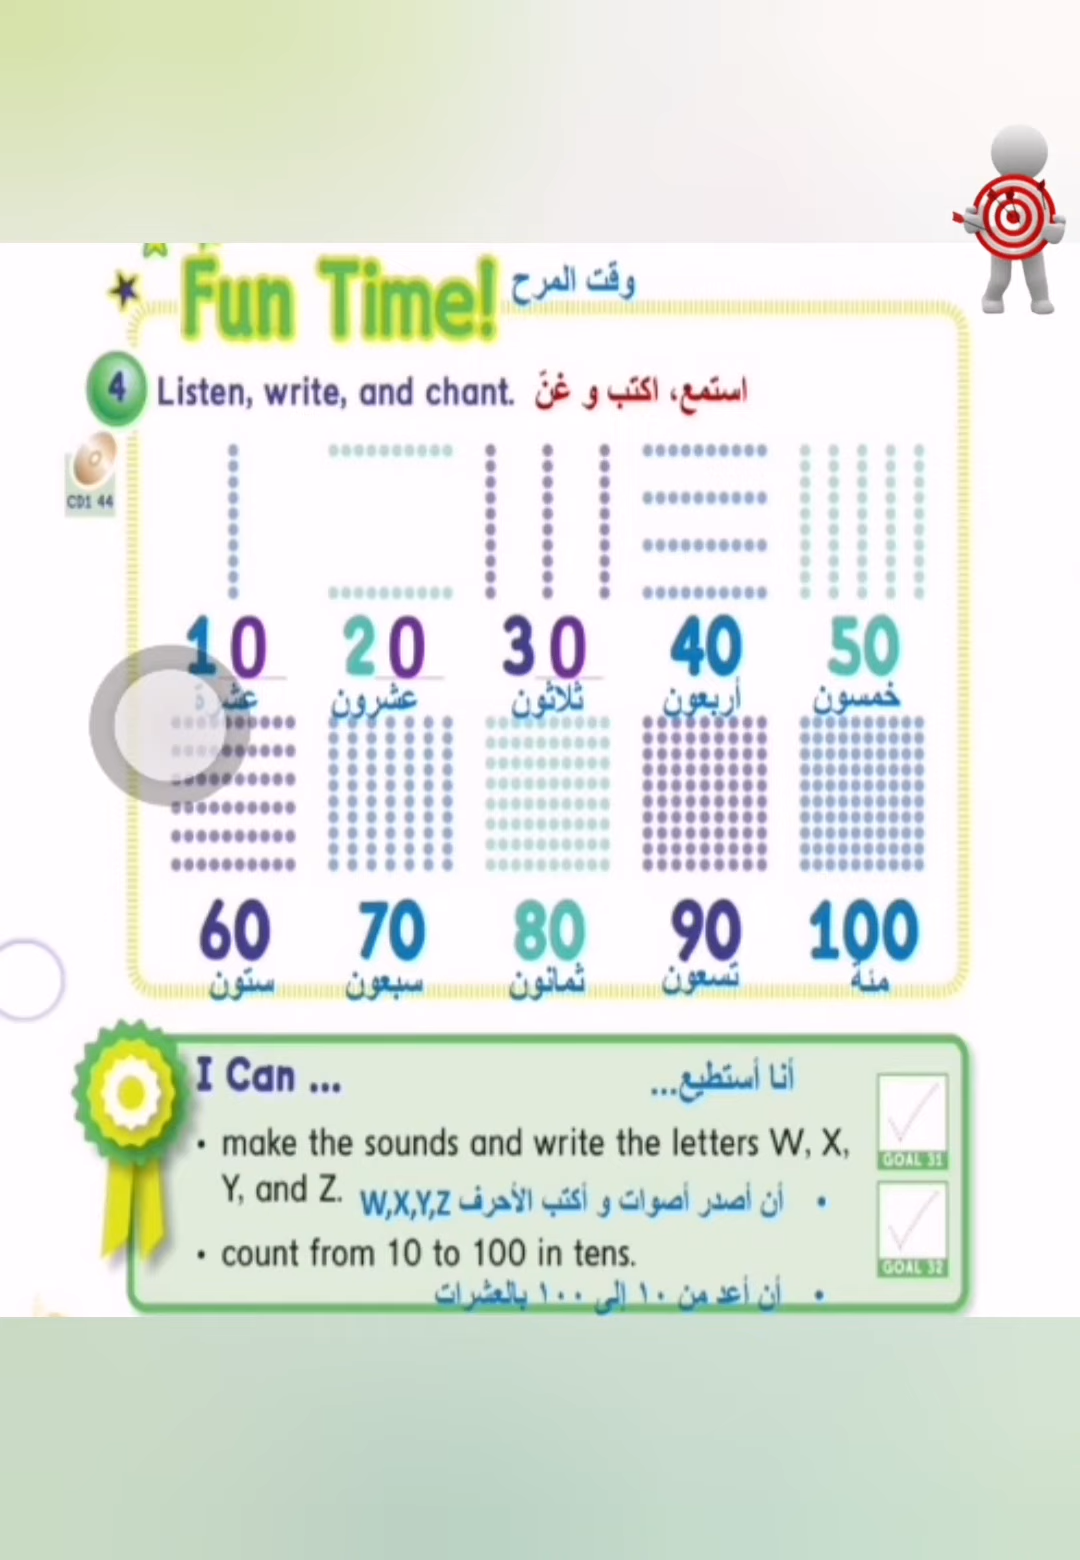 Fun Time! وقت المرح
4 Listen, write, and chant. استمع، اكتب و غنّ
CD1 44
10 20 30 40 50
عشرة عشرون ثلاثون أربعون خمسون
60 70 80 90 100
ستون سبعون ثمانون تسعون مئة
I Can ... أنا أستطيع...
• make the sounds and write the letters W, X,
Y, and Z.
• أن أصدر أصوات و أكتب الأحرف W,X,Y,Z
GOAL 31
• count from 10 to 100 in tens.
GOAL 32
• أن أعد من ١٠ إلى ١٠٠ بالعشرات